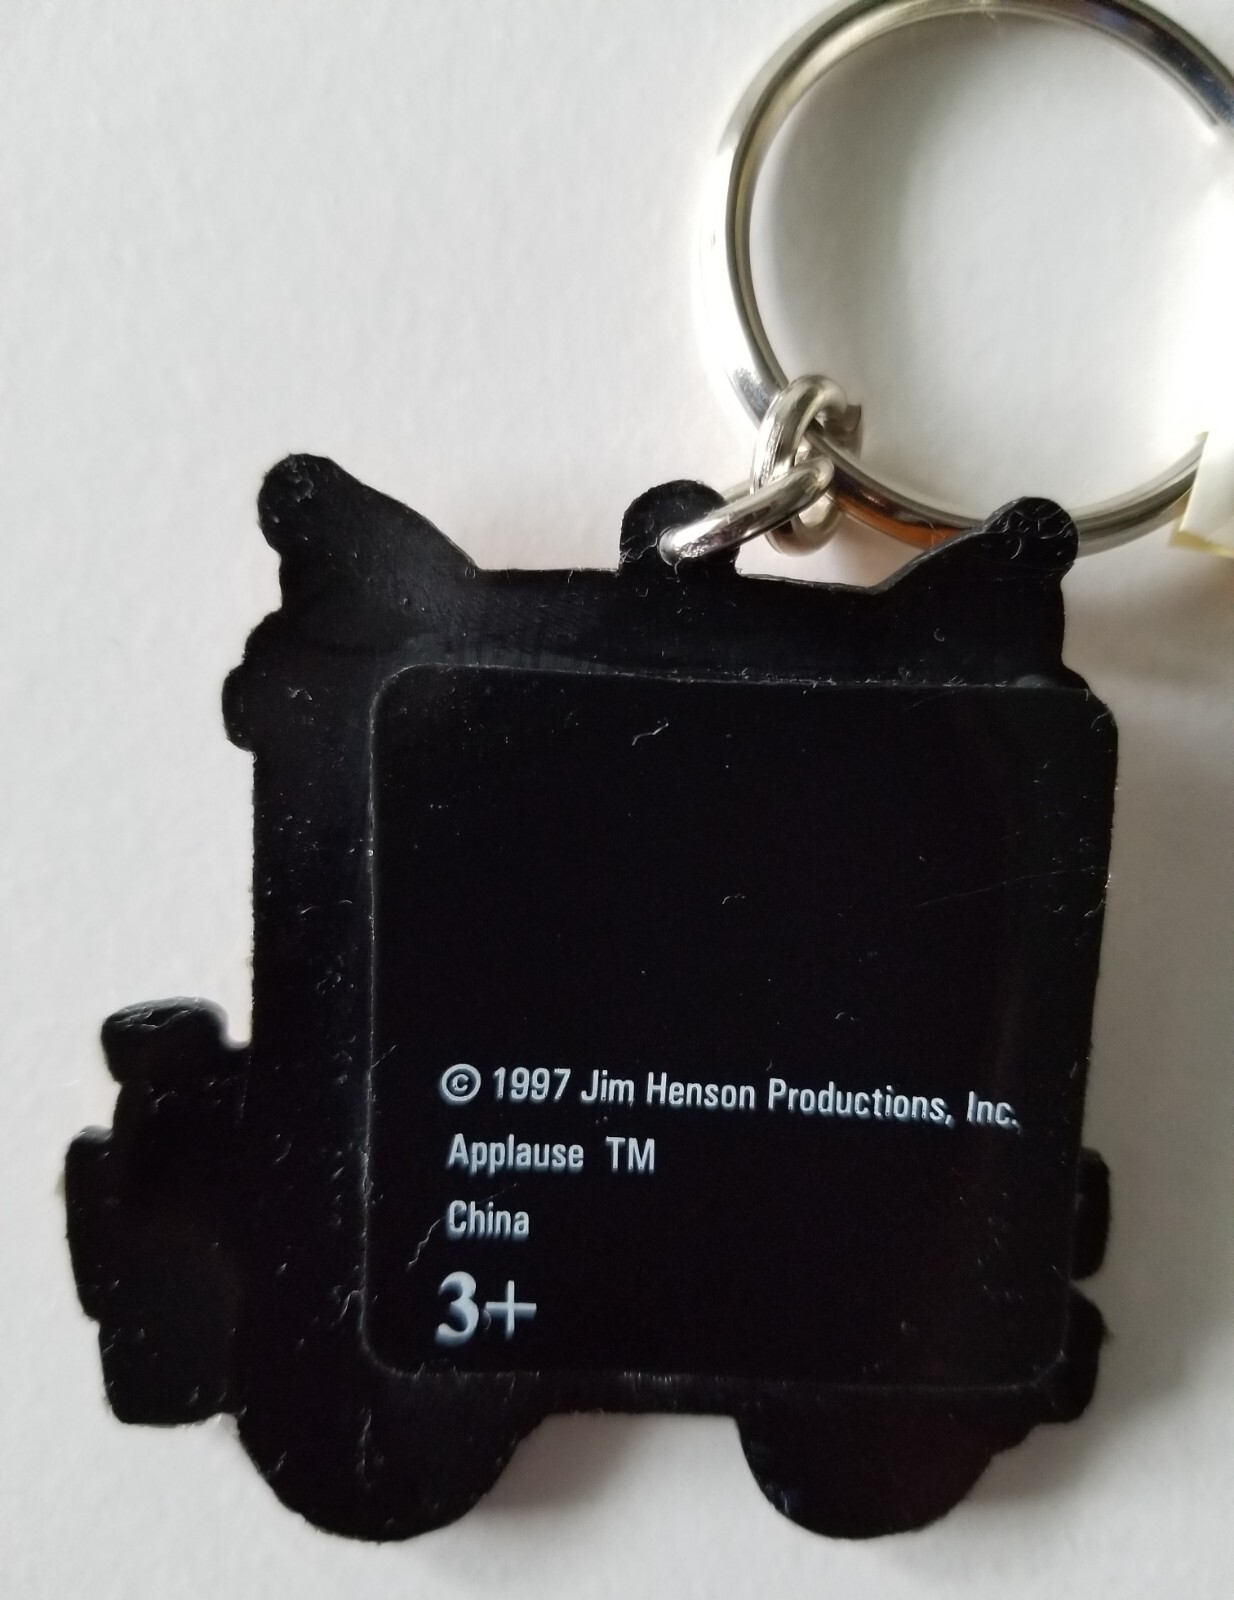 © 1997 Jim Henson Productions, Inc.
Applause TM
China
3+